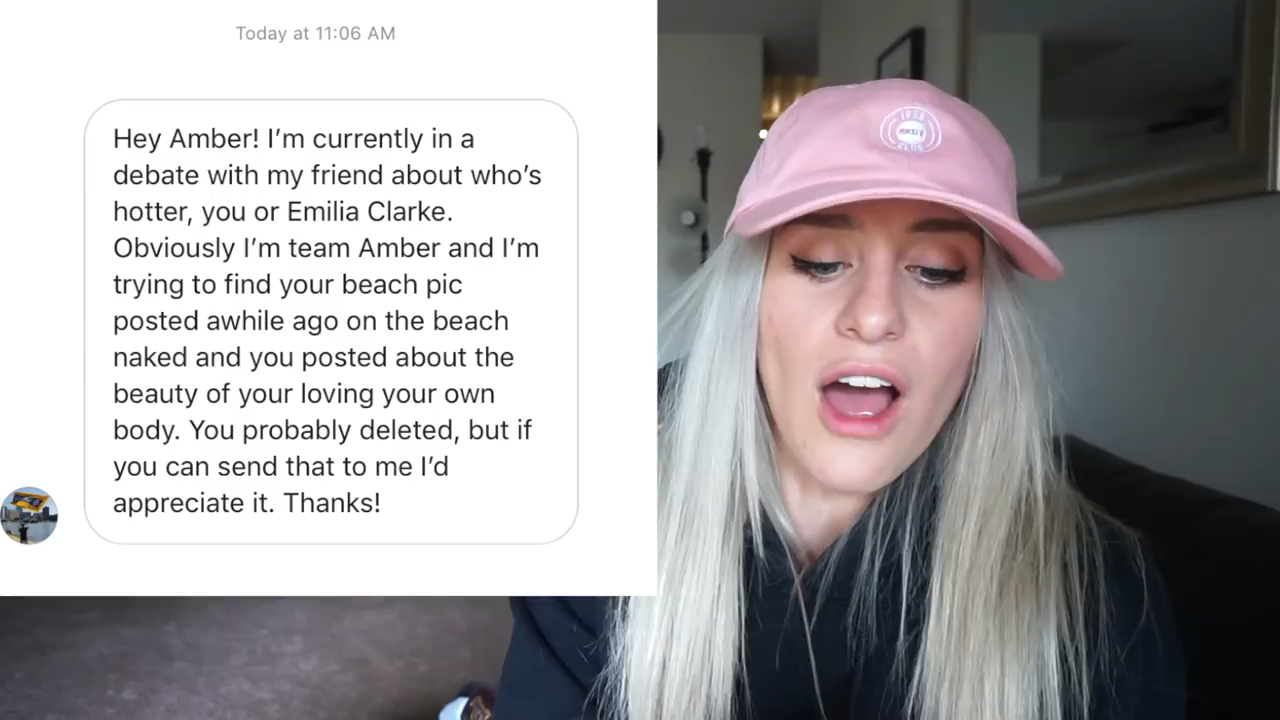 Today at 11:06 AM
Hey Amber! I'm currently in a
debate with my friend about who's
hotter, you or Emilia Clarke.
Obviously I'm team Amber and I'm
trying to find your beach pic
posted awhile ago on the beach
naked and you posted about the
beauty of your loving your own
body. You probably deleted, but if
you can send that to me I'd
appreciate it. Thanks!
CLUB